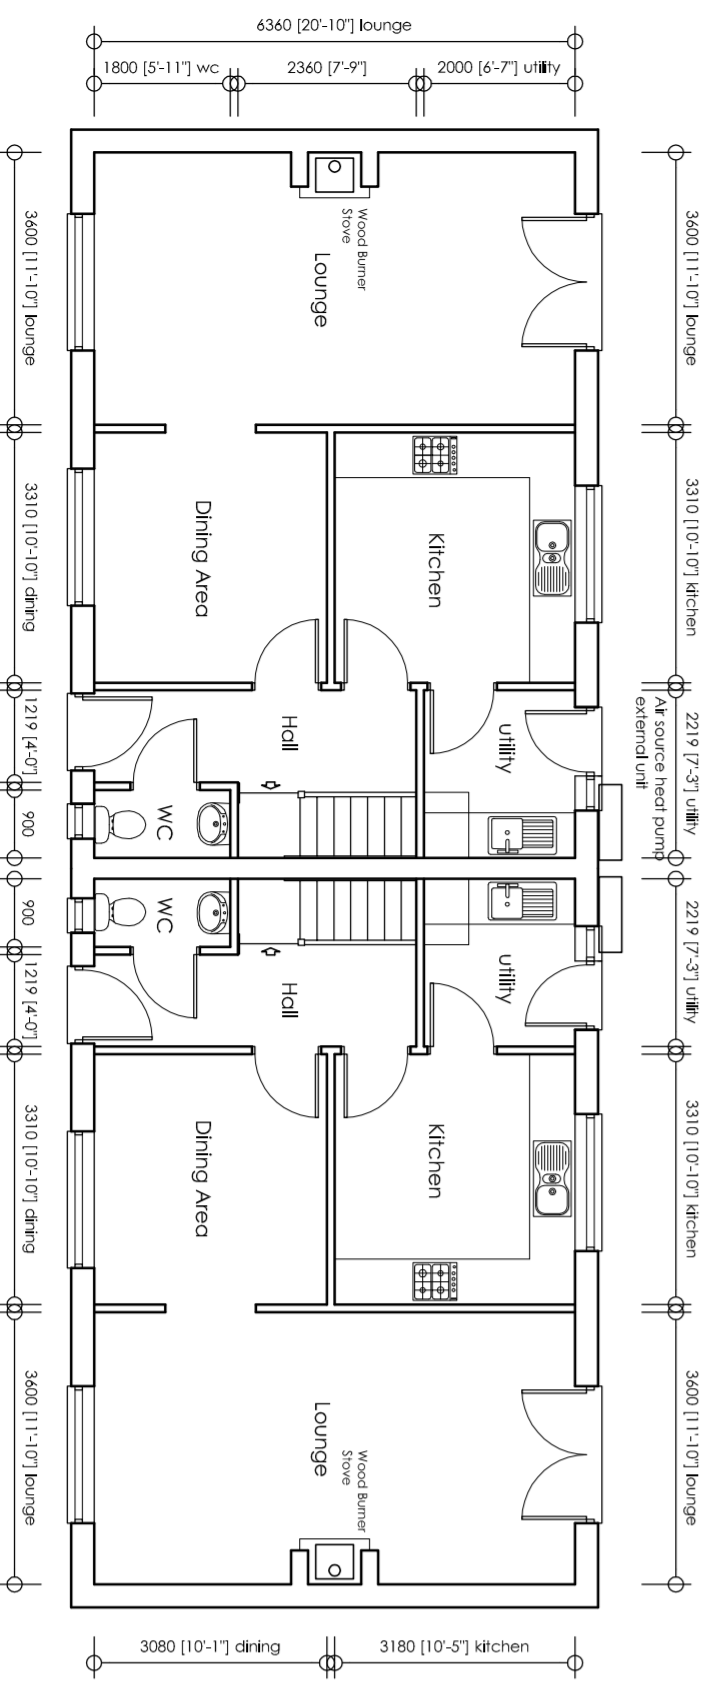 6360 [20'-10"] lounge
1800 [5'-11"] wc
2360 [7'-9"]
2000 [6'-7"] utility
3600 [11'-10"] lounge
3600 [11'-10"] lounge
Wood Burner
Stove
Lounge
3310 [10'-10"] dining
3310 [10'-10"] kitchen
Dining Area
Kitchen
1219 [4'-0"]
900
Hall
WC
utility
2219 [7'-3"] utility
Air source heat pump
external unit
900
1219 [4'-0"]
WC
Hall
utility
2219 [7'-3"] utility
3310 [10'-10"] dining
3310 [10'-10"] kitchen
Dining Area
Kitchen
3600 [11'-10"] lounge
3600 [11'-10"] lounge
Lounge
Wood Burner
Stove
3080 [10'-1"] dining
3180 [10'-5"] kitchen